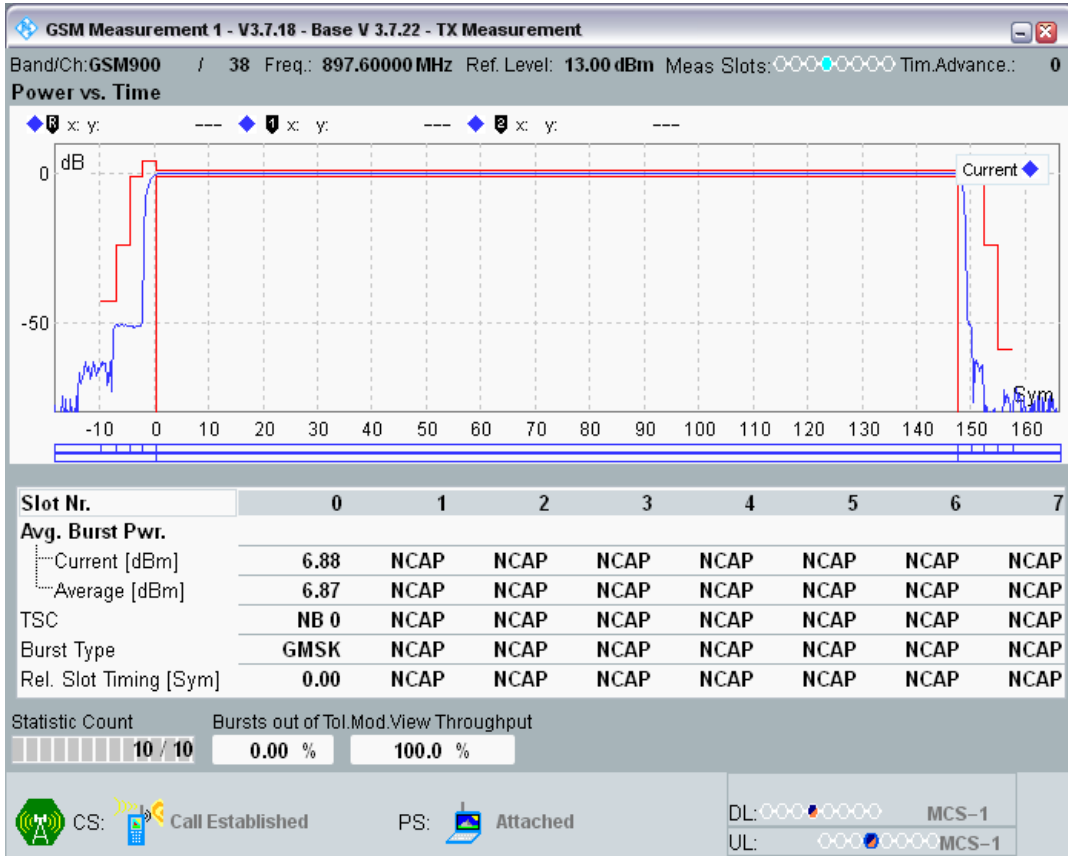 GSM Measurement 1 - V3.7.18 - Base V 3.7.22 - TX Measurement
Band/Ch:GSM900 / 38 Freq.: 897.60000 MHz Ref. Level: 13.00 dBm Meas Slots: Tim.Advance.: 0
Power vs. Time
R x: y: --- 1 x: y: --- 2 x: y: ---
dB
Current
0
-50
Sym
-10 0 10 20 30 40 50 60 70 80 90 100 110 120 130 140 150 160
Slot Nr. 0 1 2 3 4 5 6 7
Avg. Burst Pwr.
Current [dBm] 6.88 NCAP NCAP NCAP NCAP NCAP NCAP NCAP
Average [dBm] 6.87 NCAP NCAP NCAP NCAP NCAP NCAP NCAP
TSC NB 0 NCAP NCAP NCAP NCAP NCAP NCAP NCAP
Burst Type GMSK NCAP NCAP NCAP NCAP NCAP NCAP NCAP
Rel. Slot Timing [Sym] 0.00 NCAP NCAP NCAP NCAP NCAP NCAP NCAP
Statistic Count Bursts out of Tol.Mod.View Throughput
10 / 10 0.00 % 100.0 %
CS: Call Established PS: Attached
DL: MCS-1
UL: MCS-1